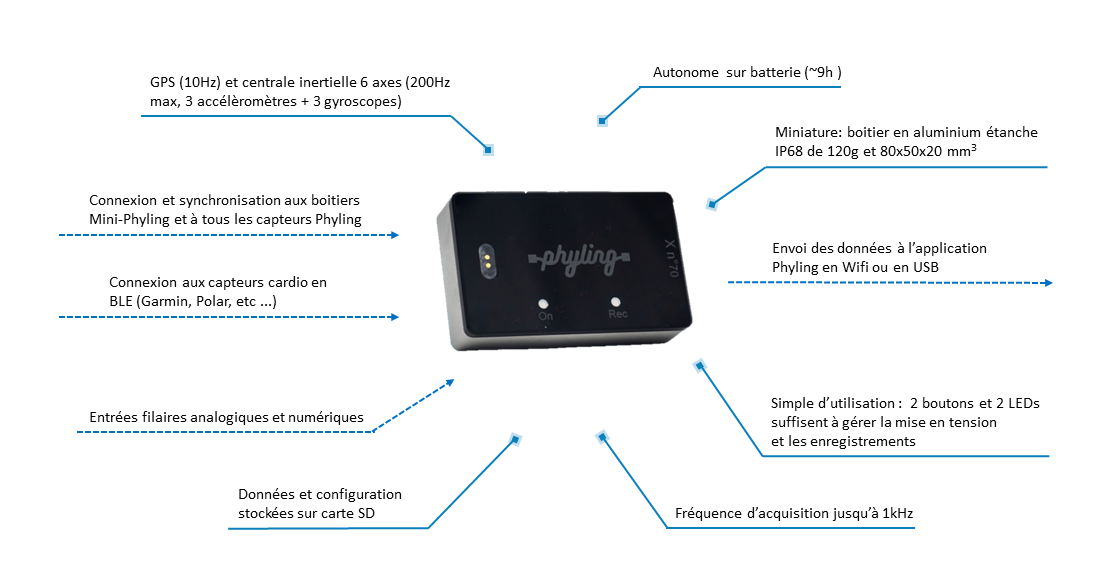 GPS (10Hz) et centrale inertielle 6 axes (200Hz
max, 3 accélèromètres + 3 gyroscopes)
Autonome sur batterie (~9h )
Miniature: boitier en aluminium étanche
IP68 de 120g et 80x50x20 mm³
Connexion et synchronisation aux boitiers
Mini-Phyling et à tous les capteurs Phyling
Envoi des données à l'application
Phyling en Wifi ou en USB
Connexion aux capteurs cardio en
BLE (Garmin, Polar, etc ...)
phyling
X n°70
On
Rec
Entrées filaires analogiques et numériques
Simple d'utilisation : 2 boutons et 2 LEDs
suffisent à gérer la mise en tension
et les enregistrements
Données et configuration
stockées sur carte SD
Fréquence d'acquisition jusqu'à 1kHz